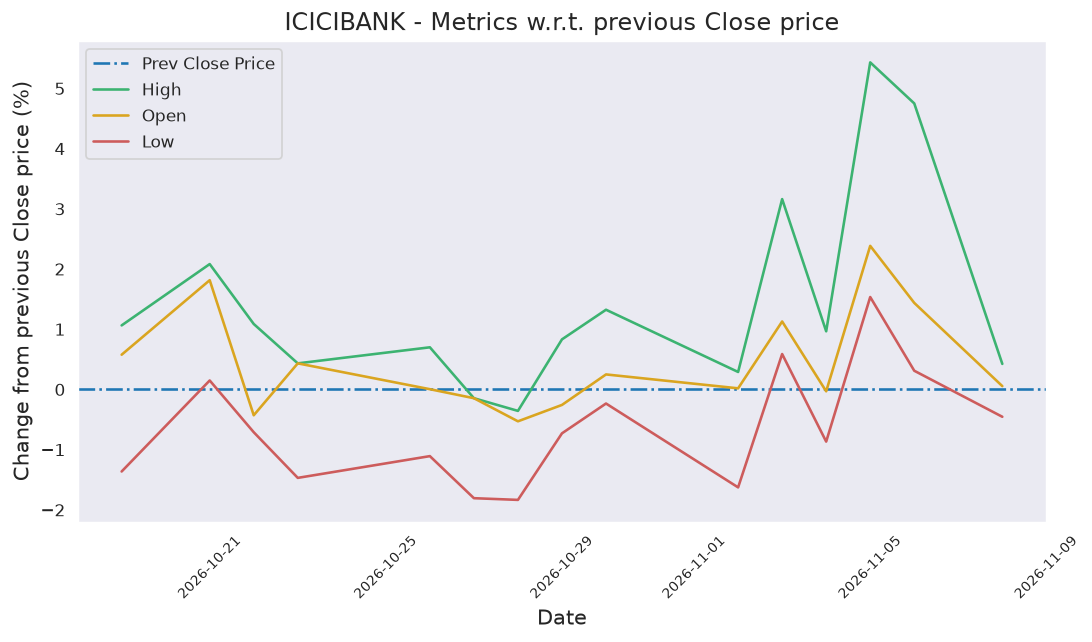 ICICIBANK - Metrics w.r.t. previous Close price
Change from previous Close price (%)
Prev Close Price
High
Open
Low
5
4
3
2
1
0
−1
−2
2026-10-21
2026-10-25
2026-10-29
2026-11-01
2026-11-05
2026-11-09
Date